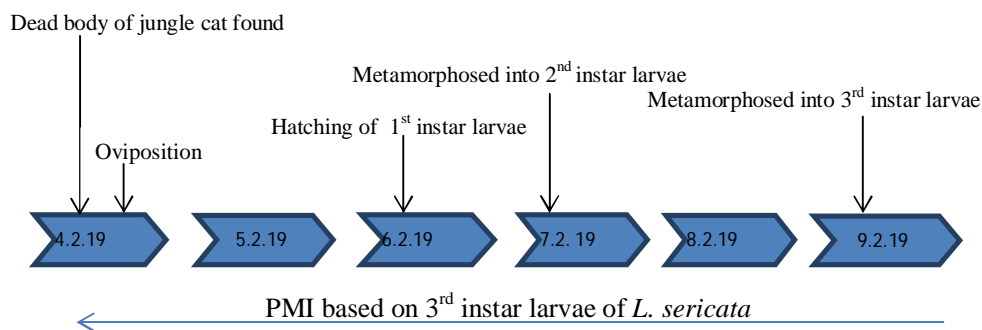 Dead body of jungle cat found
Metamorphosed into 2nd instar larvae
Metamorphosed into 3rd instar larvae
Hatching of 1st instar larvae
Oviposition
4.2.19 5.2.19 6.2.19 7.2. 19 8.2.19 9.2.19
PMI based on 3rd instar larvae of L. sericata